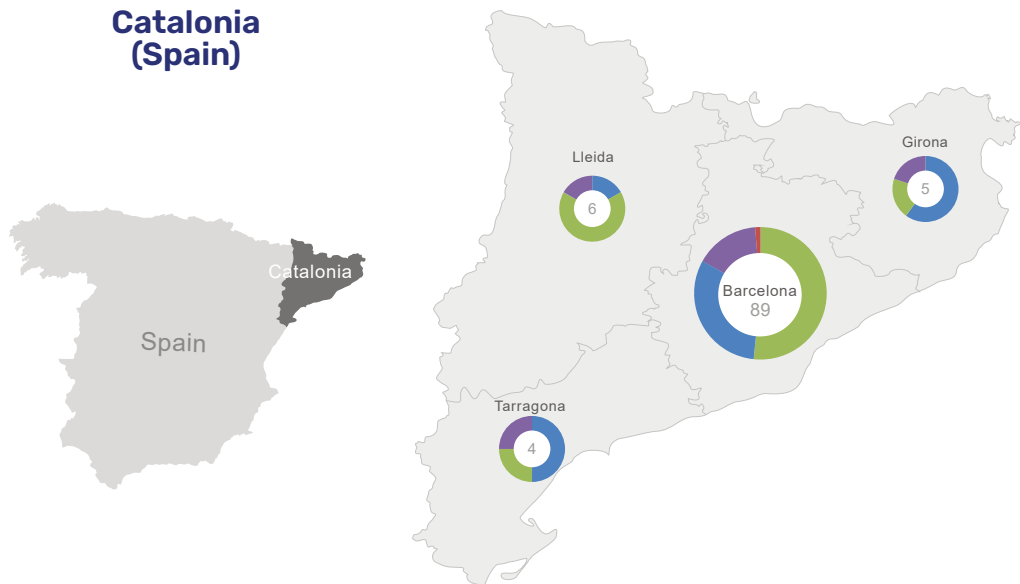 Catalonia
(Spain)
Lleida
6
Girona
5
Catalonia
Barcelona
89
Spain
Tarragona
4